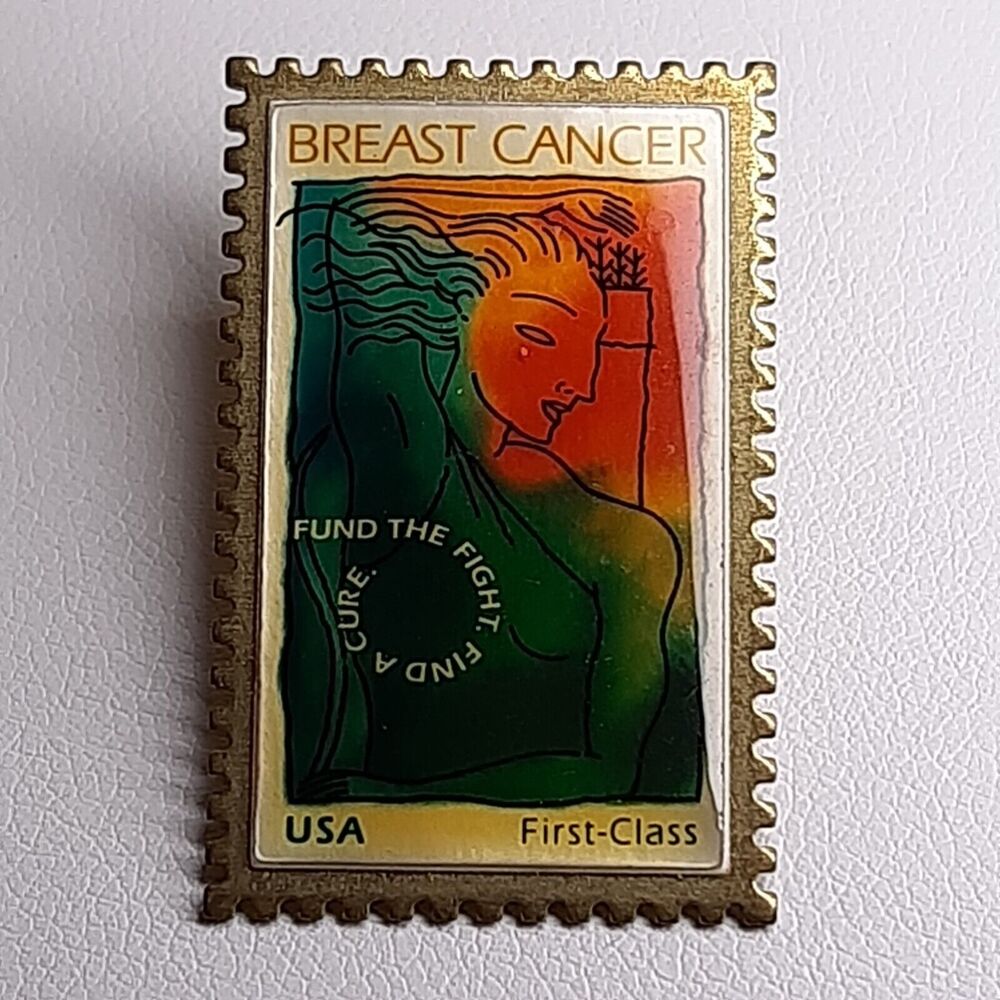 BREAST CANCER
FUND THE FIGHT. FIND A CURE.
USA
First-Class